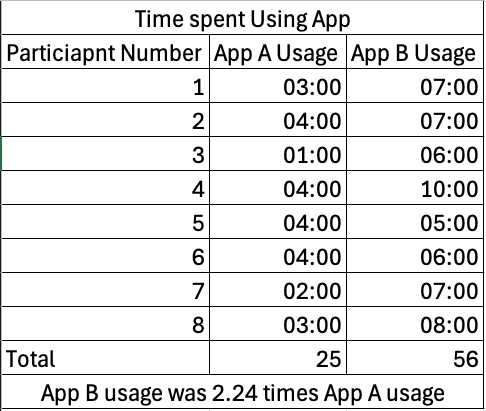 Time spent Using App
Particiapnt Number App A Usage App B Usage
1 03:00 07:00
2 04:00 07:00
3 01:00 06:00
4 04:00 10:00
5 04:00 05:00
6 04:00 06:00
7 02:00 07:00
8 03:00 08:00
Total 25 56
App B usage was 2.24 times App A usage